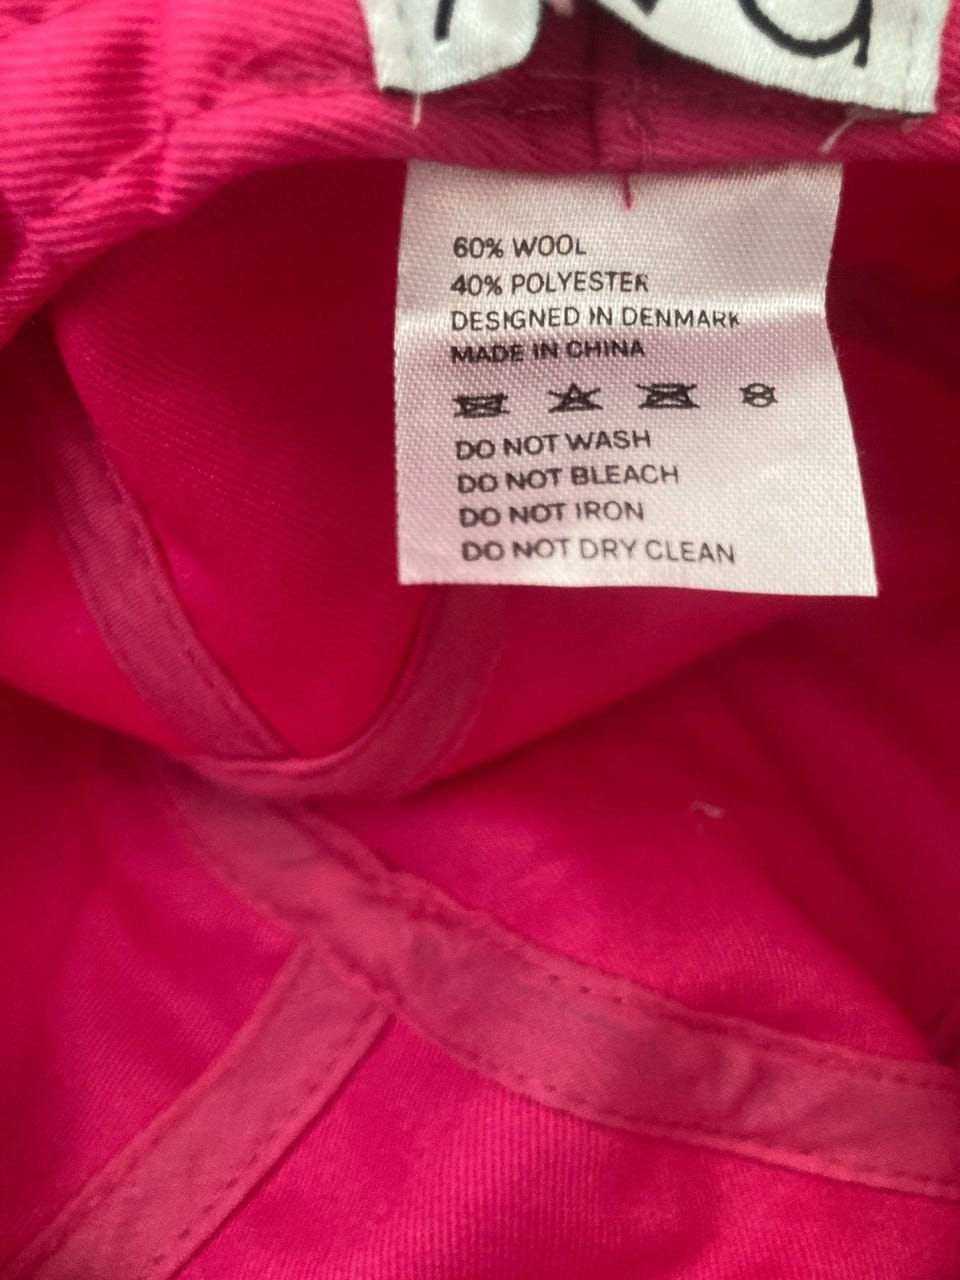 60% WOOL
40% POLYESTER
DESIGNED IN DENMARK
MADE IN CHINA
DO NOT WASH
DO NOT BLEACH
DO NOT IRON
DO NOT DRY CLEAN